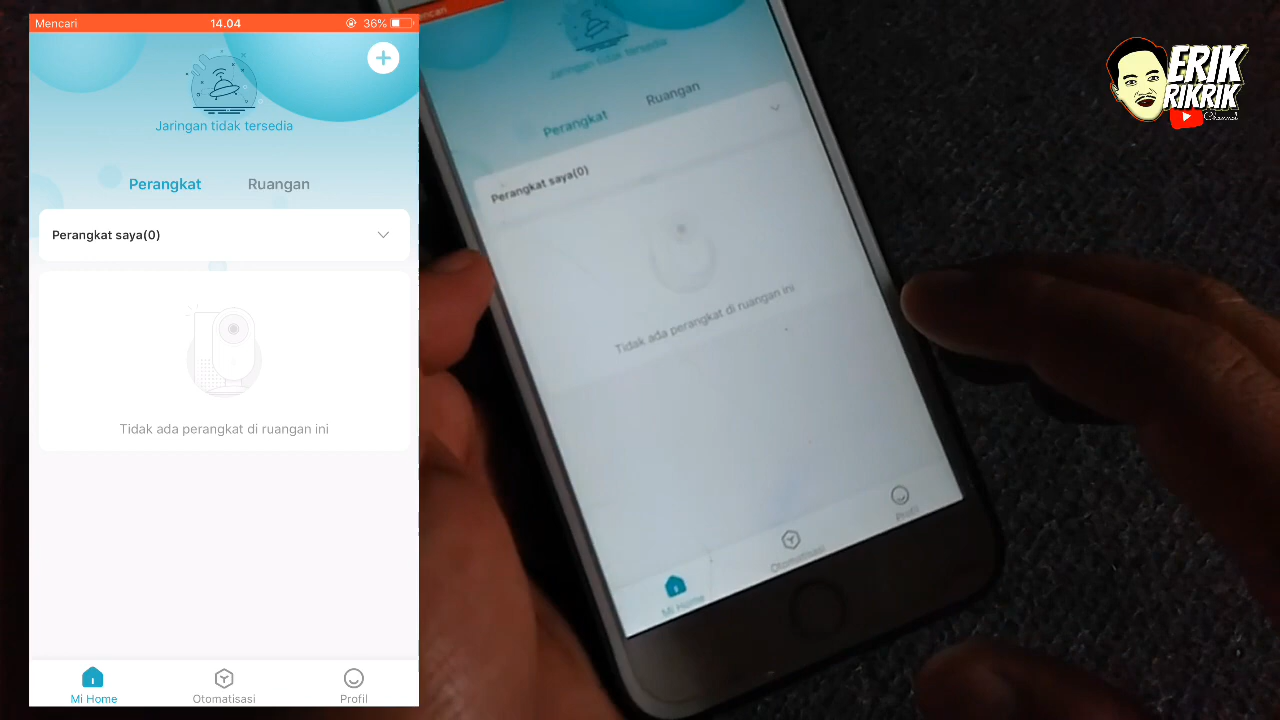 Mencari 14.04 36%
Jaringan tidak tersedia
Perangkat Ruangan
Perangkat saya(0)
Tidak ada perangkat di ruangan ini
Mi Home Otomatisasi Profil
Jaringan tidak tersedia
Perangkat Ruangan
Perangkat saya(0)
Tidak ada perangkat di ruangan ini
Mi Home Otomatisasi Profil
ERIK
RIKRIK
Channel